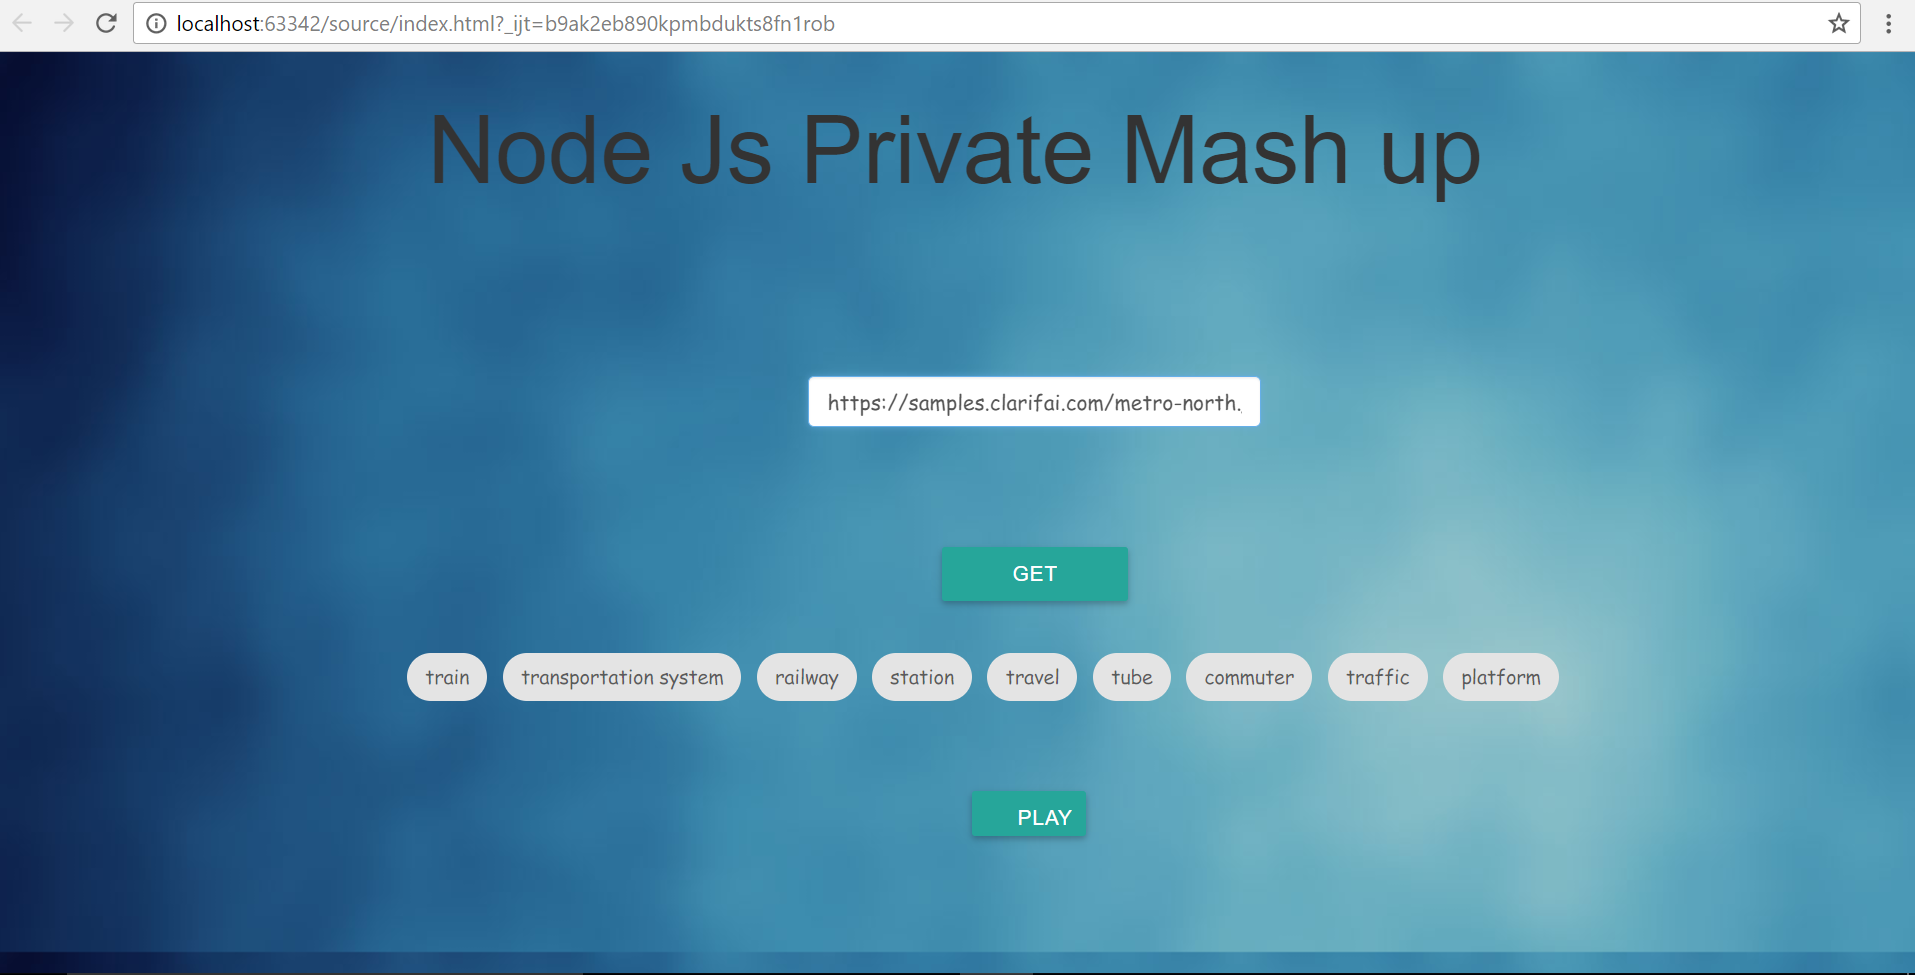 localhost:63342/source/index.html?_ijt=b9ak2eb890kpmbdukts8fn1rob
Node Js Private Mash up
https://samples.clarifai.com/metro-north.
GET
train transportation system railway station travel tube commuter traffic platform
PLAY